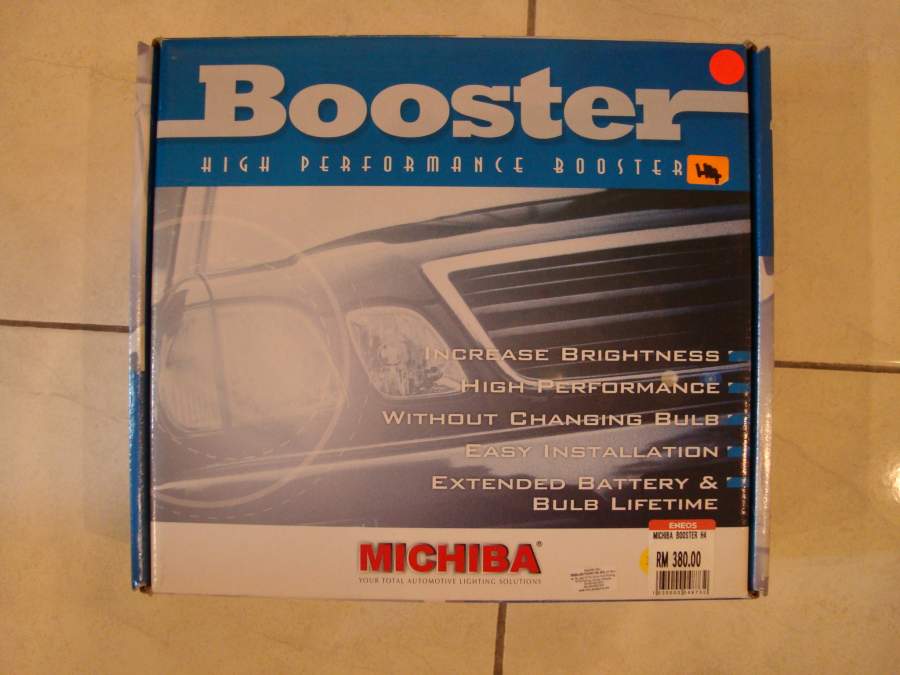 Booster
HIGH PERFORMANCE BOOSTER
H4
INCREASE BRIGHTNESS
HIGH PERFORMANCE
WITHOUT CHANGING BULB
EASY INSTALLATION
EXTENDED BATTERY &
BULB LIFETIME
MICHIBA®
YOUR TOTAL AUTOMOTIVE LIGHTING SOLUTIONS
ENEOS
MICHIBA BOOSTER H4
RM 380.00